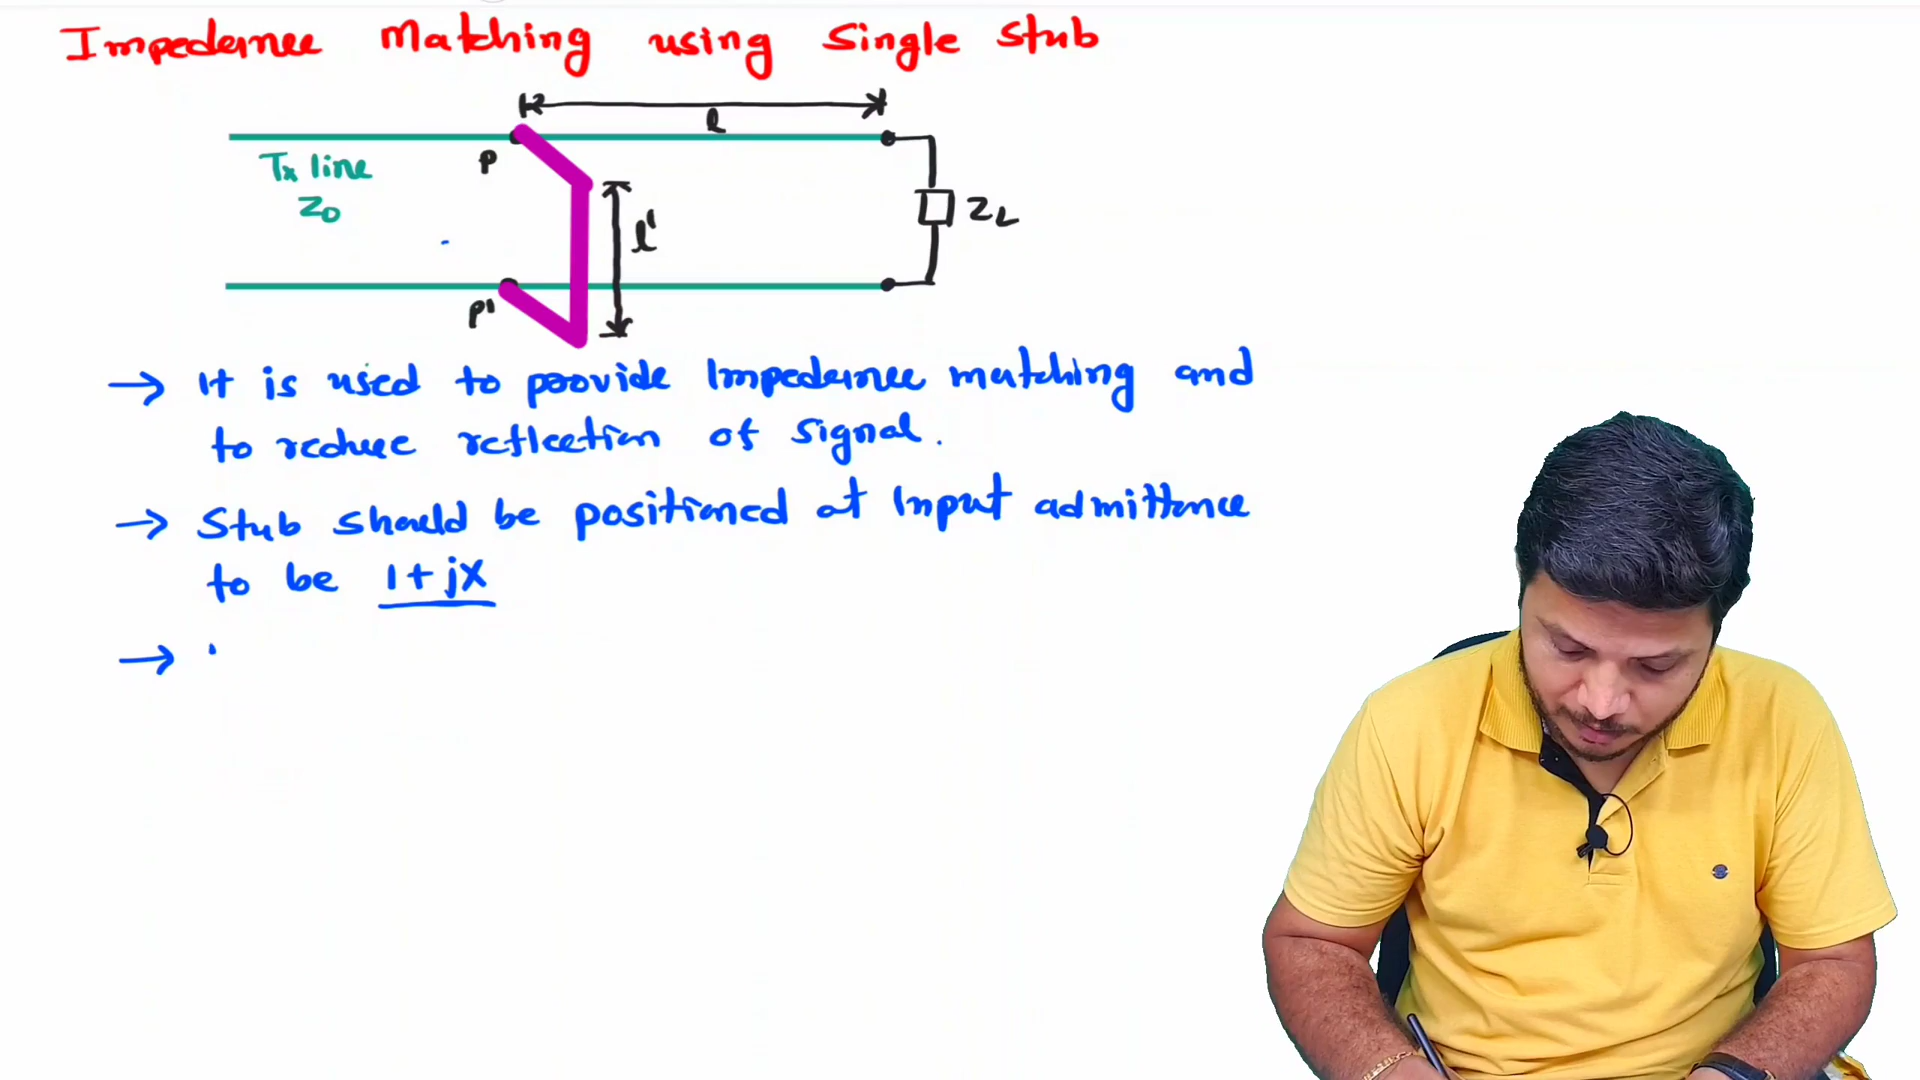 Impedance Matching using Single Stub
l
Tx line
Z0
P
l'
ZL
P'
→ It is used to provide Impedance matching and
to reduce reflection of signal.
→ Stub should be positioned at Input admittance
to be 1+jX
→